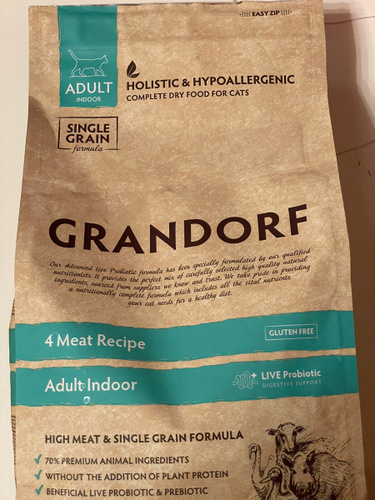 EASY ZIP
ADULT
INDOOR
HOLISTIC & HYPOALLERGENIC
COMPLETE DRY FOOD FOR CATS
SINGLE
GRAIN
formula
GRANDORF
Our Advanced Live Probiotic formula has been specially formulated by our qualified
nutritionists, it provides the perfect mix of carefully selected high quality natural
ingredients, sourced from suppliers we know and trust. We take pride in providing
a nutritionally complete formula which includes all the vital nutrients
your cat needs for a healthy diet.
GLUTEN FREE
4 Meat Recipe
Adult Indoor
LIVE Probiotic
DIGESTIVE SUPPORT
HIGH MEAT & SINGLE GRAIN FORMULA
70% PREMIUM ANIMAL INGREDIENTS
WITHOUT THE ADDITION OF PLANT PROTEIN
BENEFICIAL LIVE PROBIOTIC & PREBIOTIC